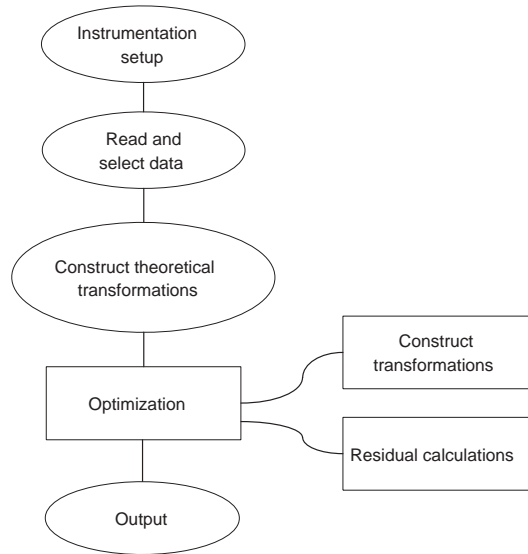 Instrumentation
setup
Read and
select data
Construct theoretical
transformations
Construct
transformations
Optimization
Residual calculations
Output